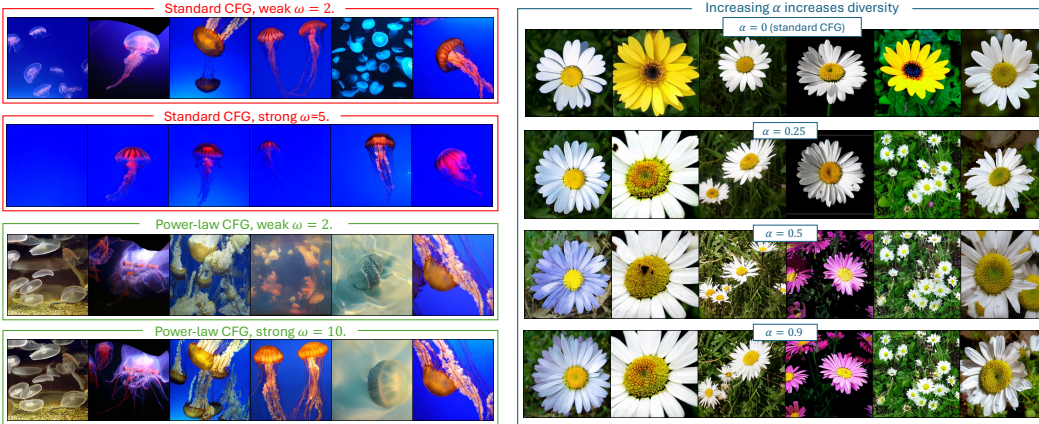 Standard CFG, weak ω = 2.
Standard CFG, strong ω=5.
Power-law CFG, weak ω = 2.
Power-law CFG, strong ω = 10.
Increasing α increases diversity
α = 0 (standard CFG)
α = 0.25
α = 0.5
α = 0.9